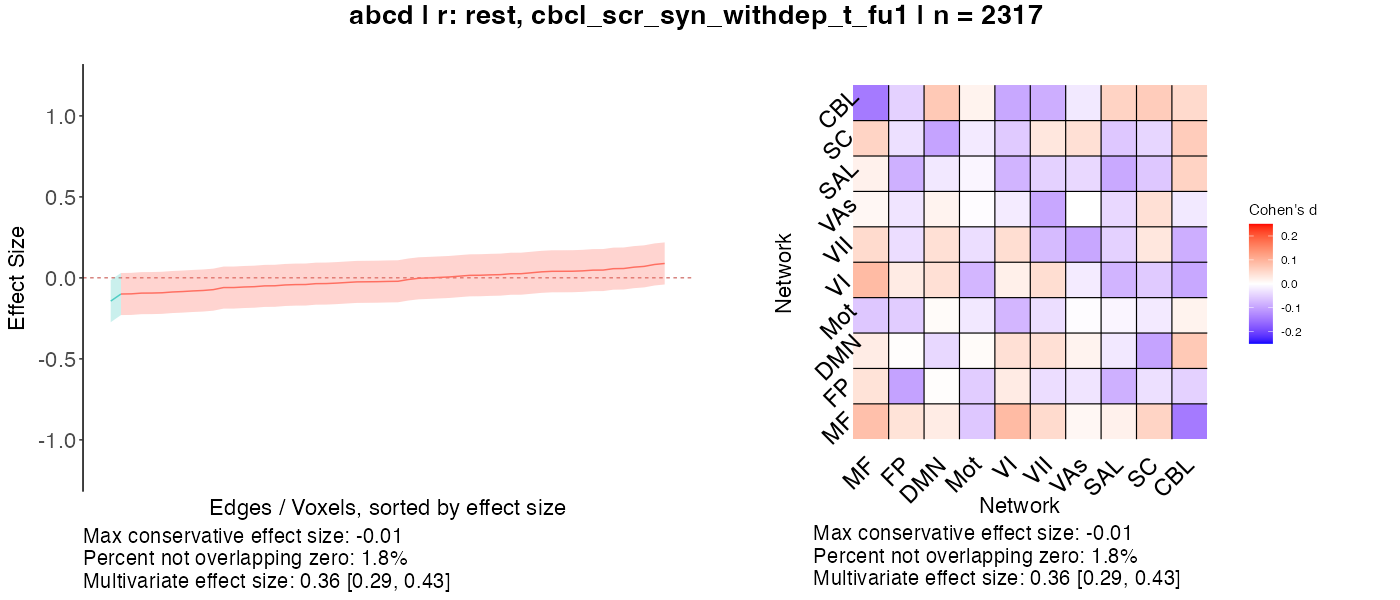 abcd | r: rest, cbcl_scr_syn_withdep_t_fu1 | n = 2317
Effect Size
1.0
0.5
0.0
-0.5
-1.0
Edges / Voxels, sorted by effect size
Max conservative effect size: -0.01
Percent not overlapping zero: 1.8%
Multivariate effect size: 0.36 [0.29, 0.43]
Network
CBL
SC
SAL
VAs
VII
VI
Mot
DMN
FP
MF
MF FP DMN Mot VI VII VAs SAL SC CBL
Network
Max conservative effect size: -0.01
Percent not overlapping zero: 1.8%
Multivariate effect size: 0.36 [0.29, 0.43]
Cohen's d
0.2
0.1
0.0
-0.1
-0.2